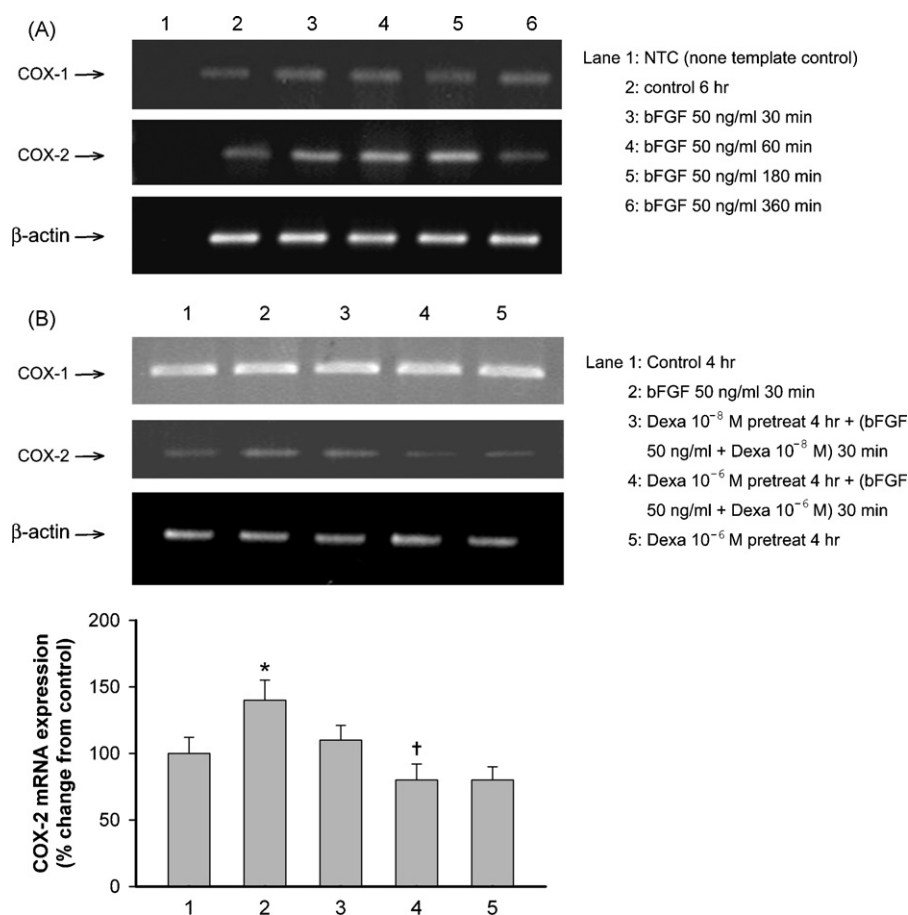 (A)
1 2 3 4 5 6
COX-1
COX-2
β-actin
Lane 1: NTC (none template control)
2: control 6 hr
3: bFGF 50 ng/ml 30 min
4: bFGF 50 ng/ml 60 min
5: bFGF 50 ng/ml 180 min
6: bFGF 50 ng/ml 360 min
(B)
1 2 3 4 5
COX-1
COX-2
β-actin
Lane 1: Control 4 hr
2: bFGF 50 ng/ml 30 min
3: Dexa 10⁻⁸ M pretreat 4 hr + (bFGF
50 ng/ml + Dexa 10⁻⁸ M) 30 min
4: Dexa 10⁻⁶ M pretreat 4 hr + (bFGF
50 ng/ml + Dexa 10⁻⁶ M) 30 min
5: Dexa 10⁻⁶ M pretreat 4 hr
COX-2 mRNA expression
(% change from control)
200
150
100
50
0
*
†
1 2 3 4 5